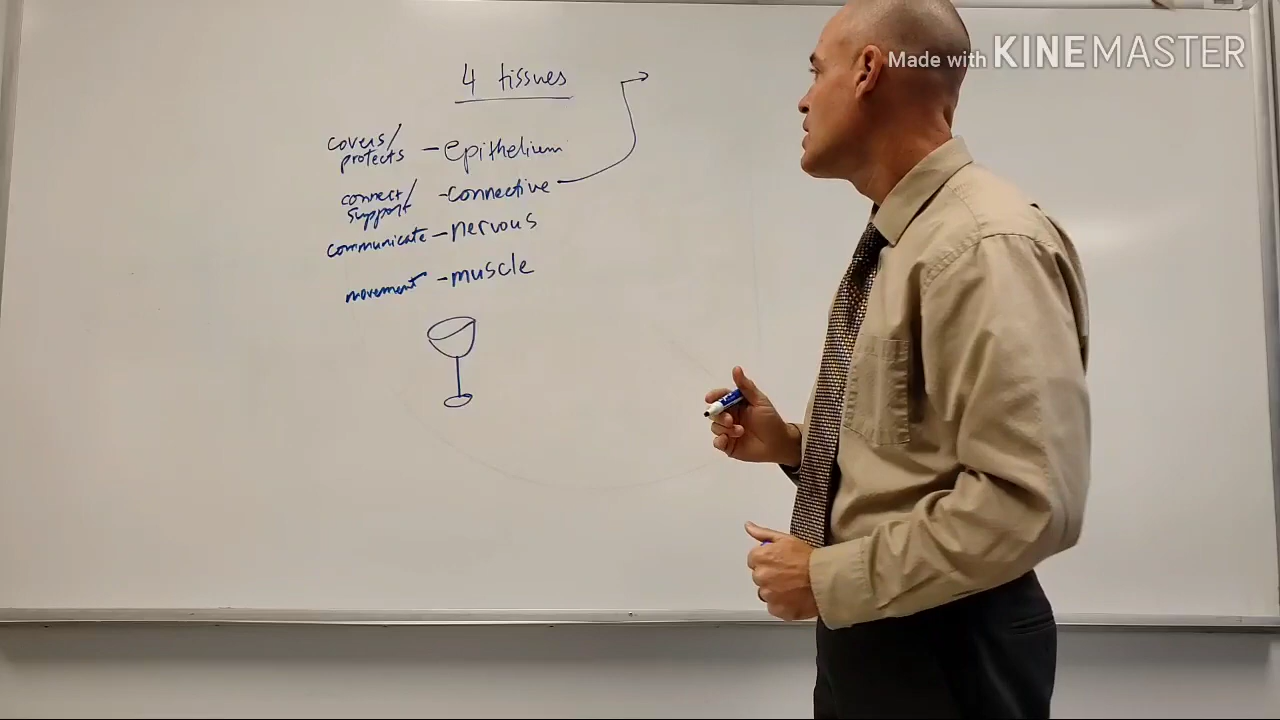 Made with KINEMASTER
4 tissues
covers/
protects - epithelium
connect/
support - connective
communicate - nervous
movement - muscle